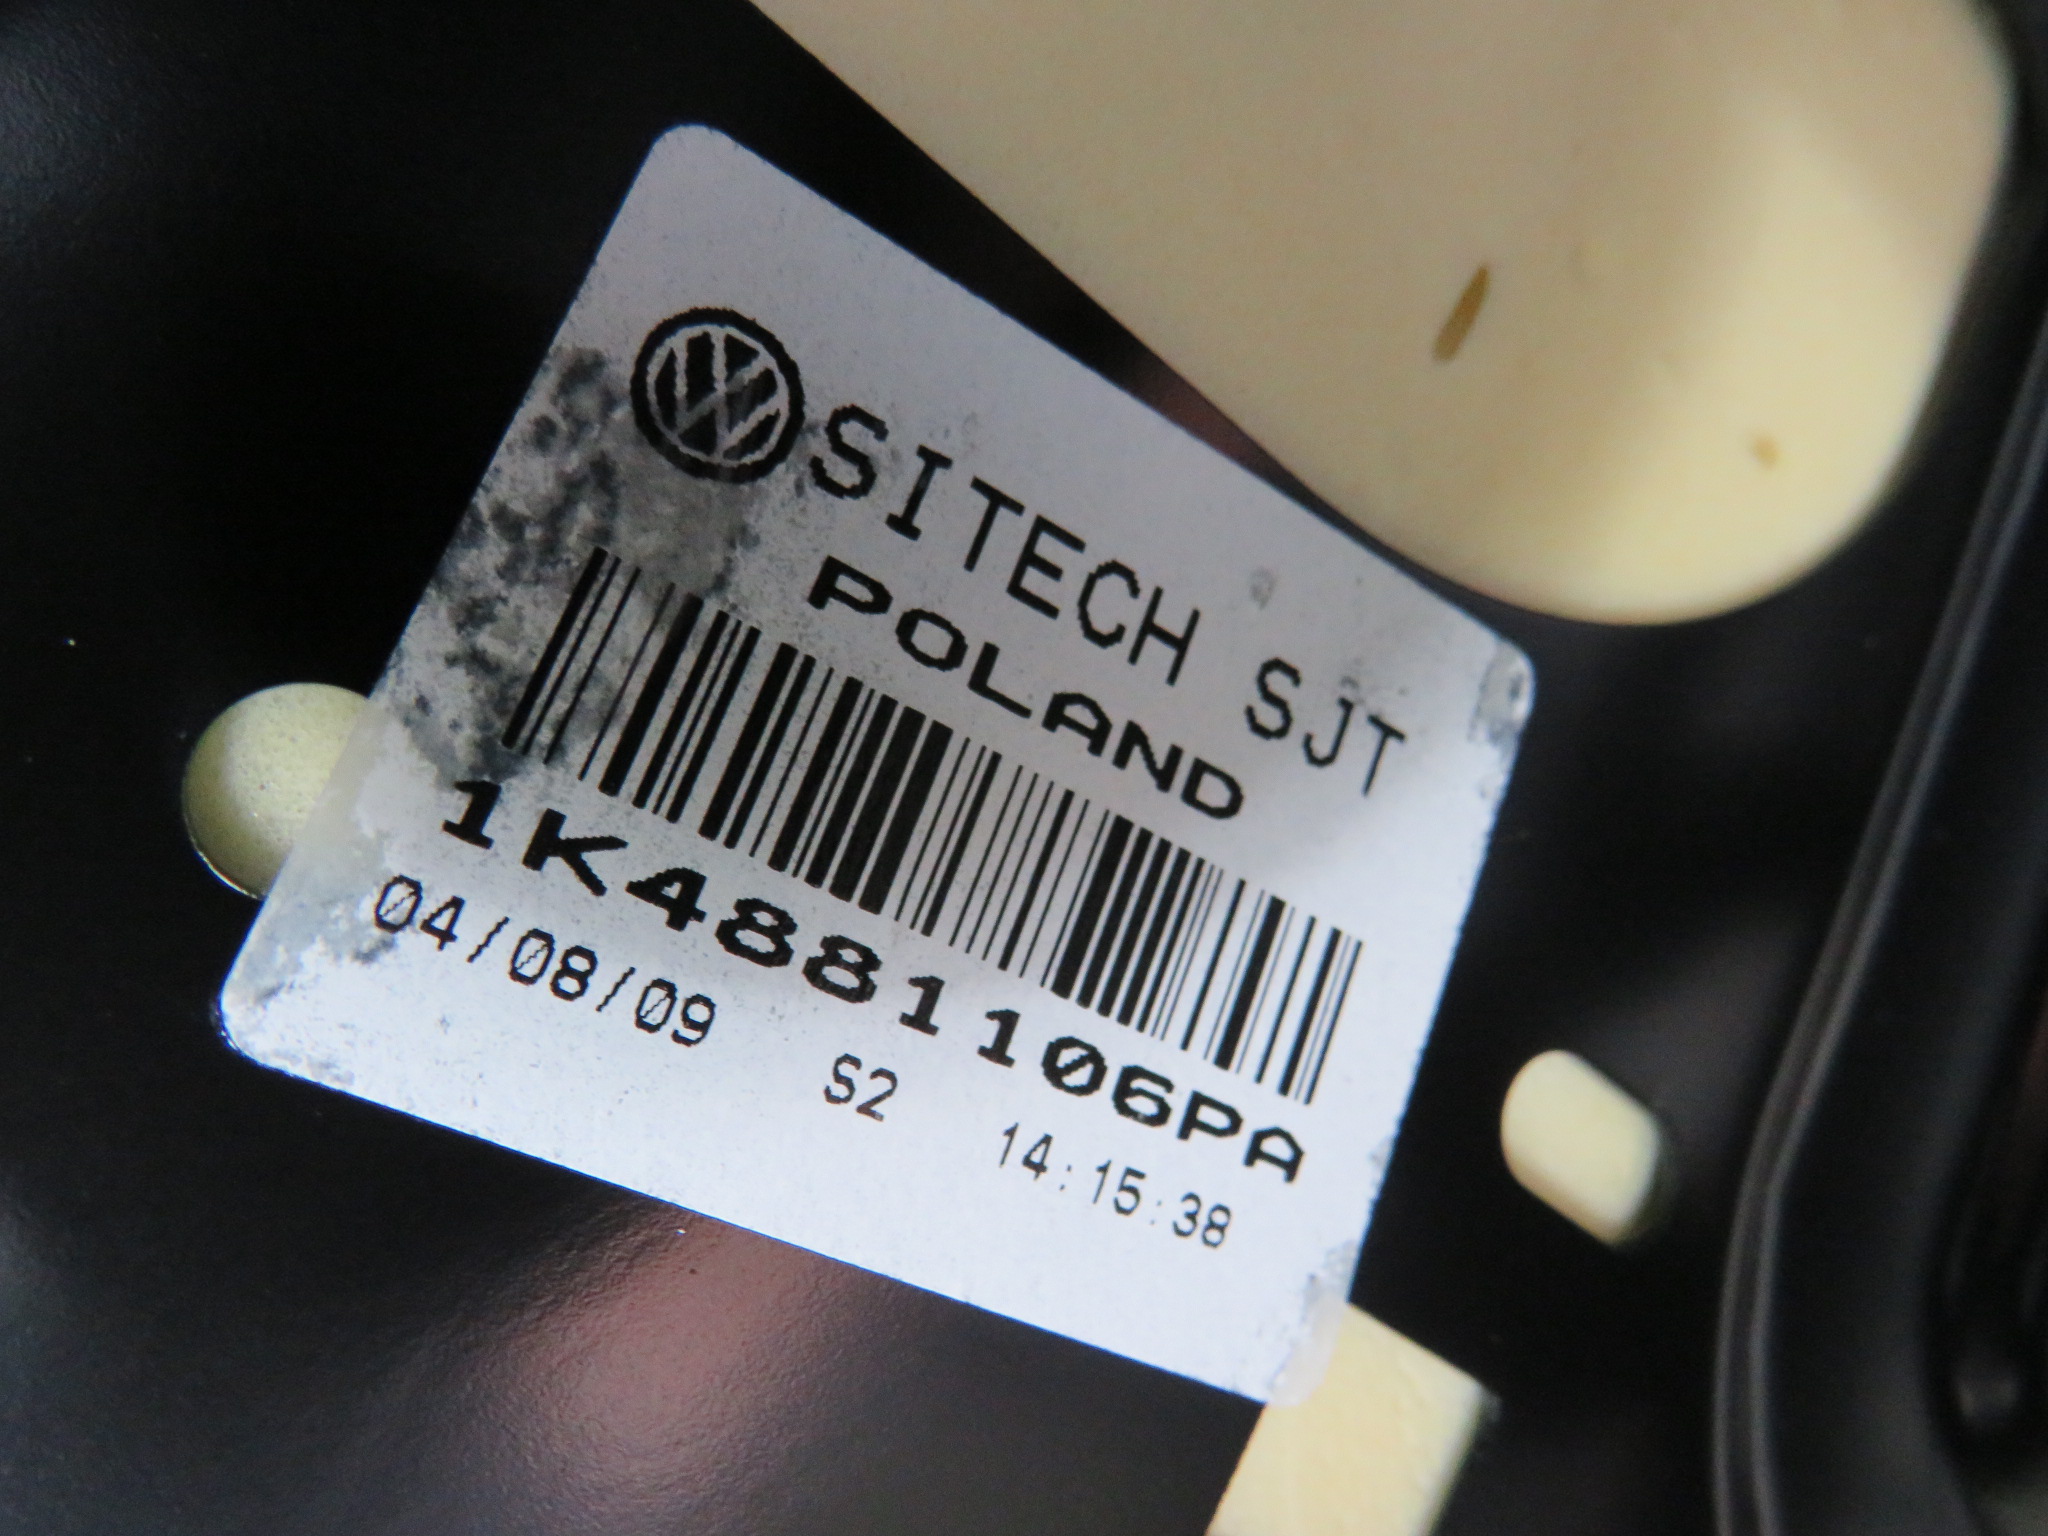 SITECH SJT
POLAND
1K4881106PA
04/08/09 S2 14:15:38